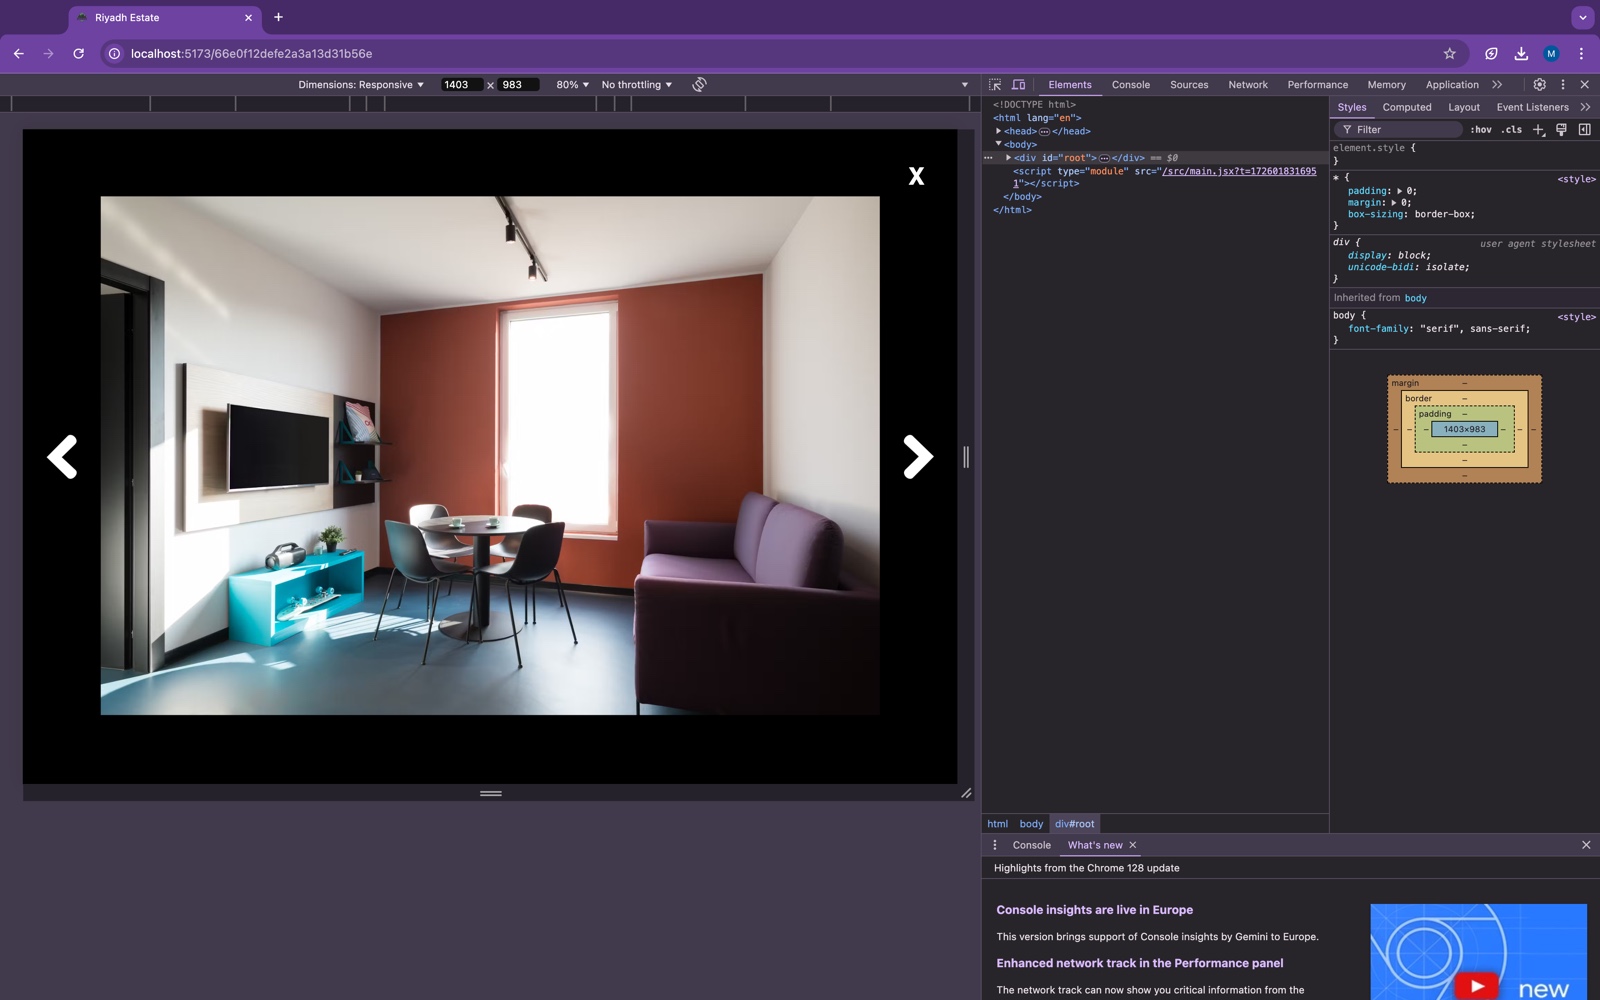 Riyadh Estate
localhost:5173/66e0f12defe2a3a13d31b56e
M
Dimensions: Responsive
1403
×
983
80%
No throttling
X
Elements
Console
Sources
Network
Performance
Memory
Application
<!DOCTYPE html>
<html lang="en">
<head> </head>
<body>
<div id="root"> </div> == $0
<script type="module" src="/src/main.jsx?t=172601831695
1"></script>
</body>
</html>
html
body
div#root
Styles
Computed
Layout
Event Listeners
Filter
:hov
.cls
element.style {
}
* { <style>
padding: 0;
margin: 0;
box-sizing: border-box;
}
div { user agent stylesheet
display: block;
unicode-bidi: isolate;
}
Inherited from body
body { <style>
font-family: "serif", sans-serif;
}
margin –
border –
padding –
– – – 1403×983 – – –
–
–
–
Console
What's new
Highlights from the Chrome 128 update
Console insights are live in Europe
This version brings support of Console insights by Gemini to Europe.
Enhanced network track in the Performance panel
The network track can now show you critical information from the
new